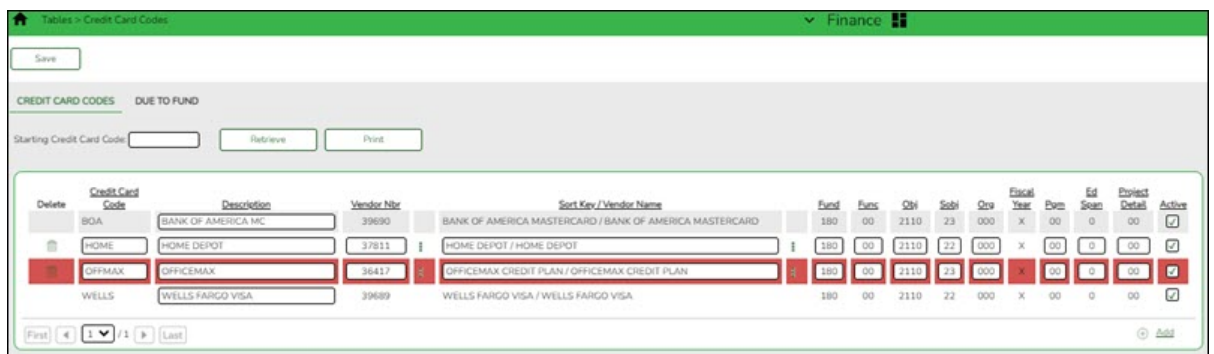 Tables > Credit Card Codes Finance
Save
CREDIT CARD CODES DUE TO FUND
Starting Credit Card Code: Retrieve Print
Delete Credit Card Code Description Vendor Nbr Sort Key / Vendor Name Fund Func Obj Sobj Org Fiscal Year Pgm Ed Span Project Detail Active
BOA BANK OF AMERICA MC 39690 BANK OF AMERICA MASTERCARD / BANK OF AMERICA MASTERCARD 180 00 2110 23 000 X 00 0 00
HOME HOME DEPOT 37811 HOME DEPOT / HOME DEPOT 180 00 2110 22 000 X 00 0 00
OFFMAX OFFICEMAX 36417 OFFICEMAX CREDIT PLAN / OFFICEMAX CREDIT PLAN 180 00 2110 23 000 X 00 0 00
WELLS WELLS FARGO VISA 39689 WELLS FARGO VISA / WELLS FARGO VISA 180 00 2110 22 000 X 00 0 00
First 1 / 1 Last Add